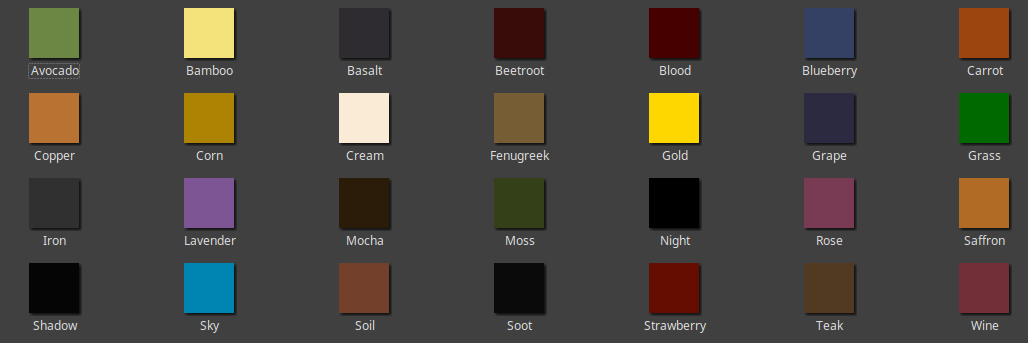 Avocado Bamboo Basalt Beetroot Blood Blueberry Carrot
Copper Corn Cream Fenugreek Gold Grape Grass
Iron Lavender Mocha Moss Night Rose Saffron
Shadow Sky Soil Soot Strawberry Teak Wine